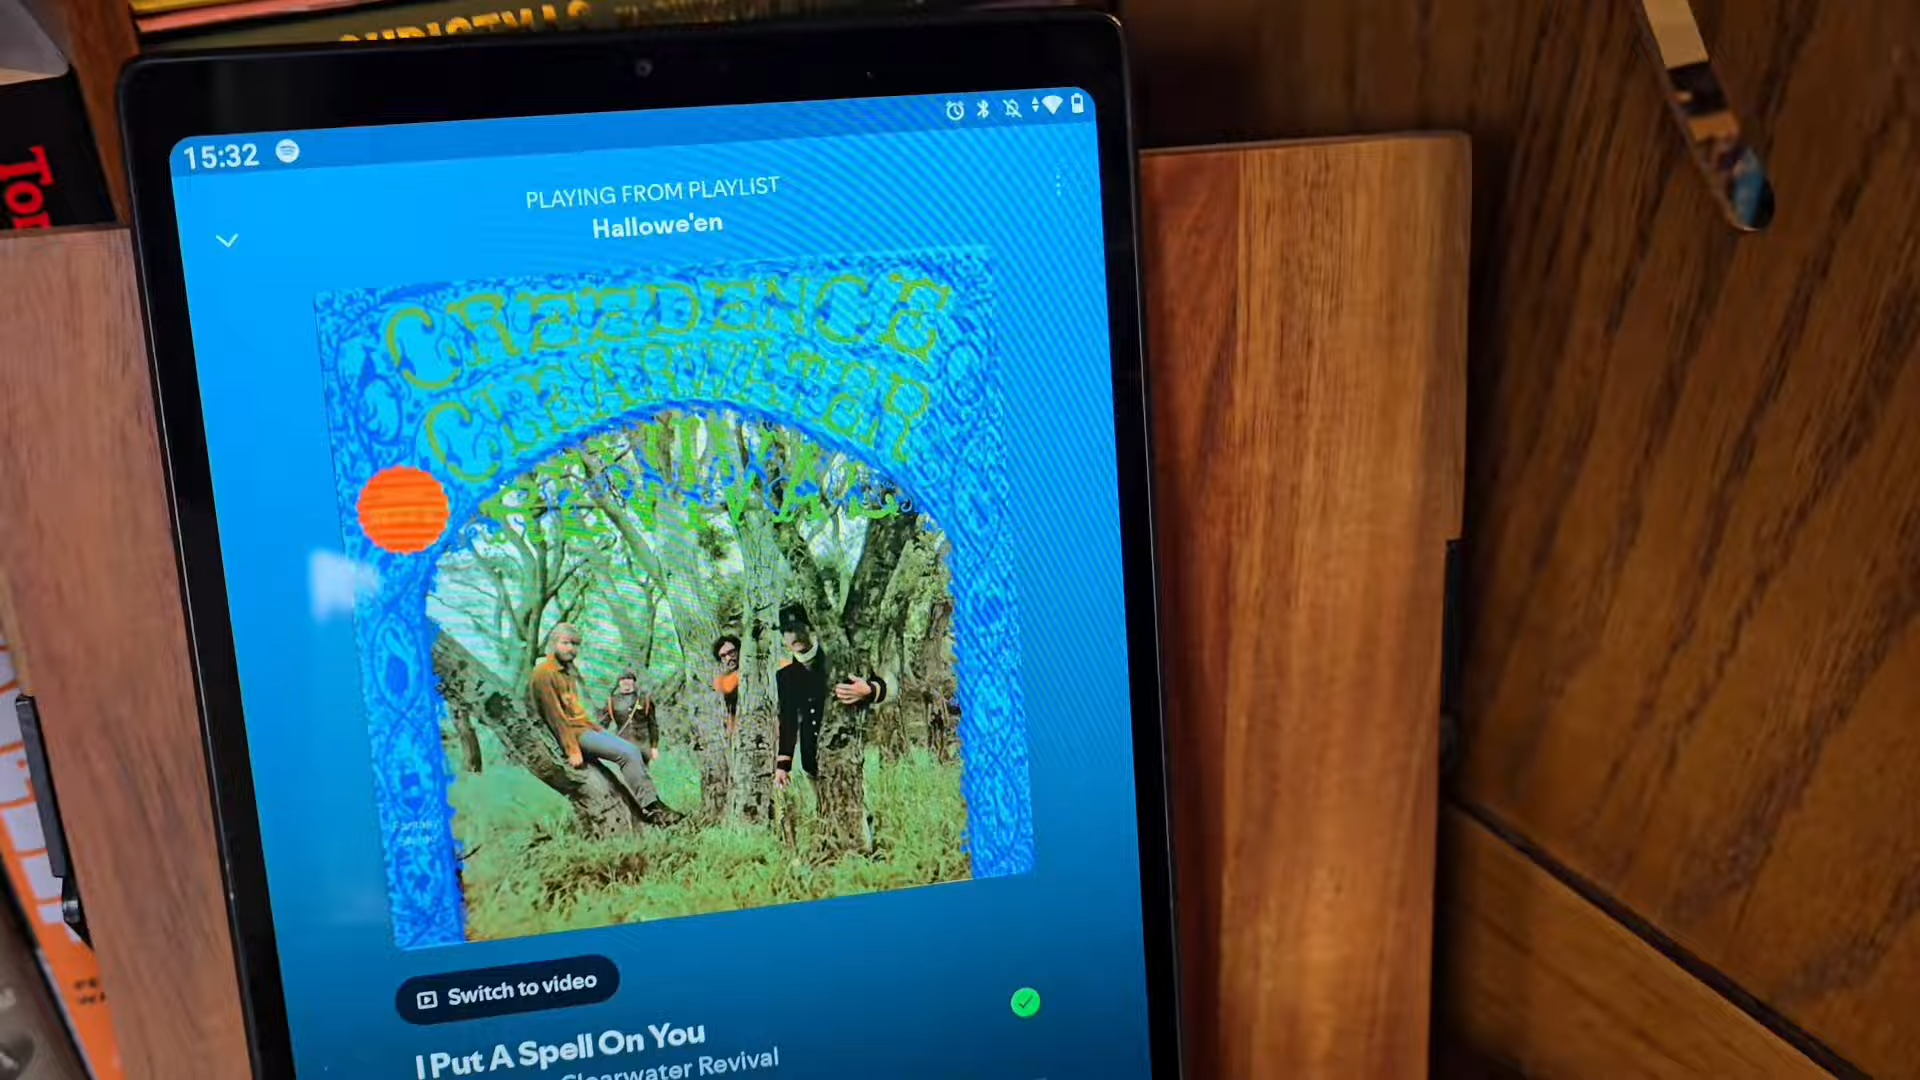 CHRISTMAS
15:32
PLAYING FROM PLAYLIST
Hallowe'en
CREEDENCE
CLEARWATER
REVIVAL
Switch to video
I Put A Spell On You
Clearwater Revival